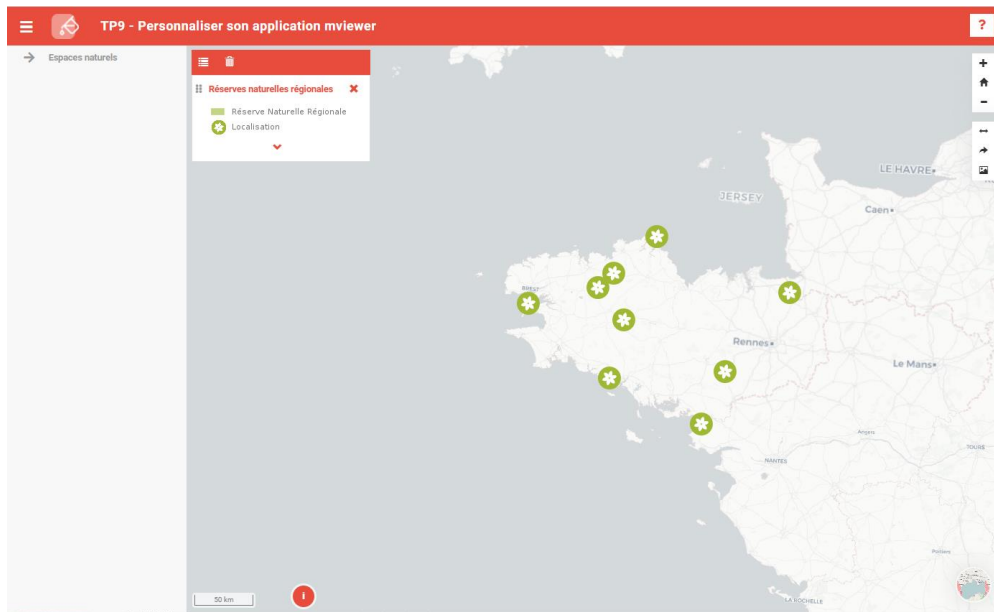 TP9 - Personnaliser son application mviewer
?
Espaces naturels
Réserves naturelles régionales
Réserve Naturelle Régionale
Localisation
LE HAVRE
JERSEY
Caen
BREST
Rennes
Le Mans
Angers
TOURS
NANTES
Poitiers
LA ROCHELLE
50 km
i